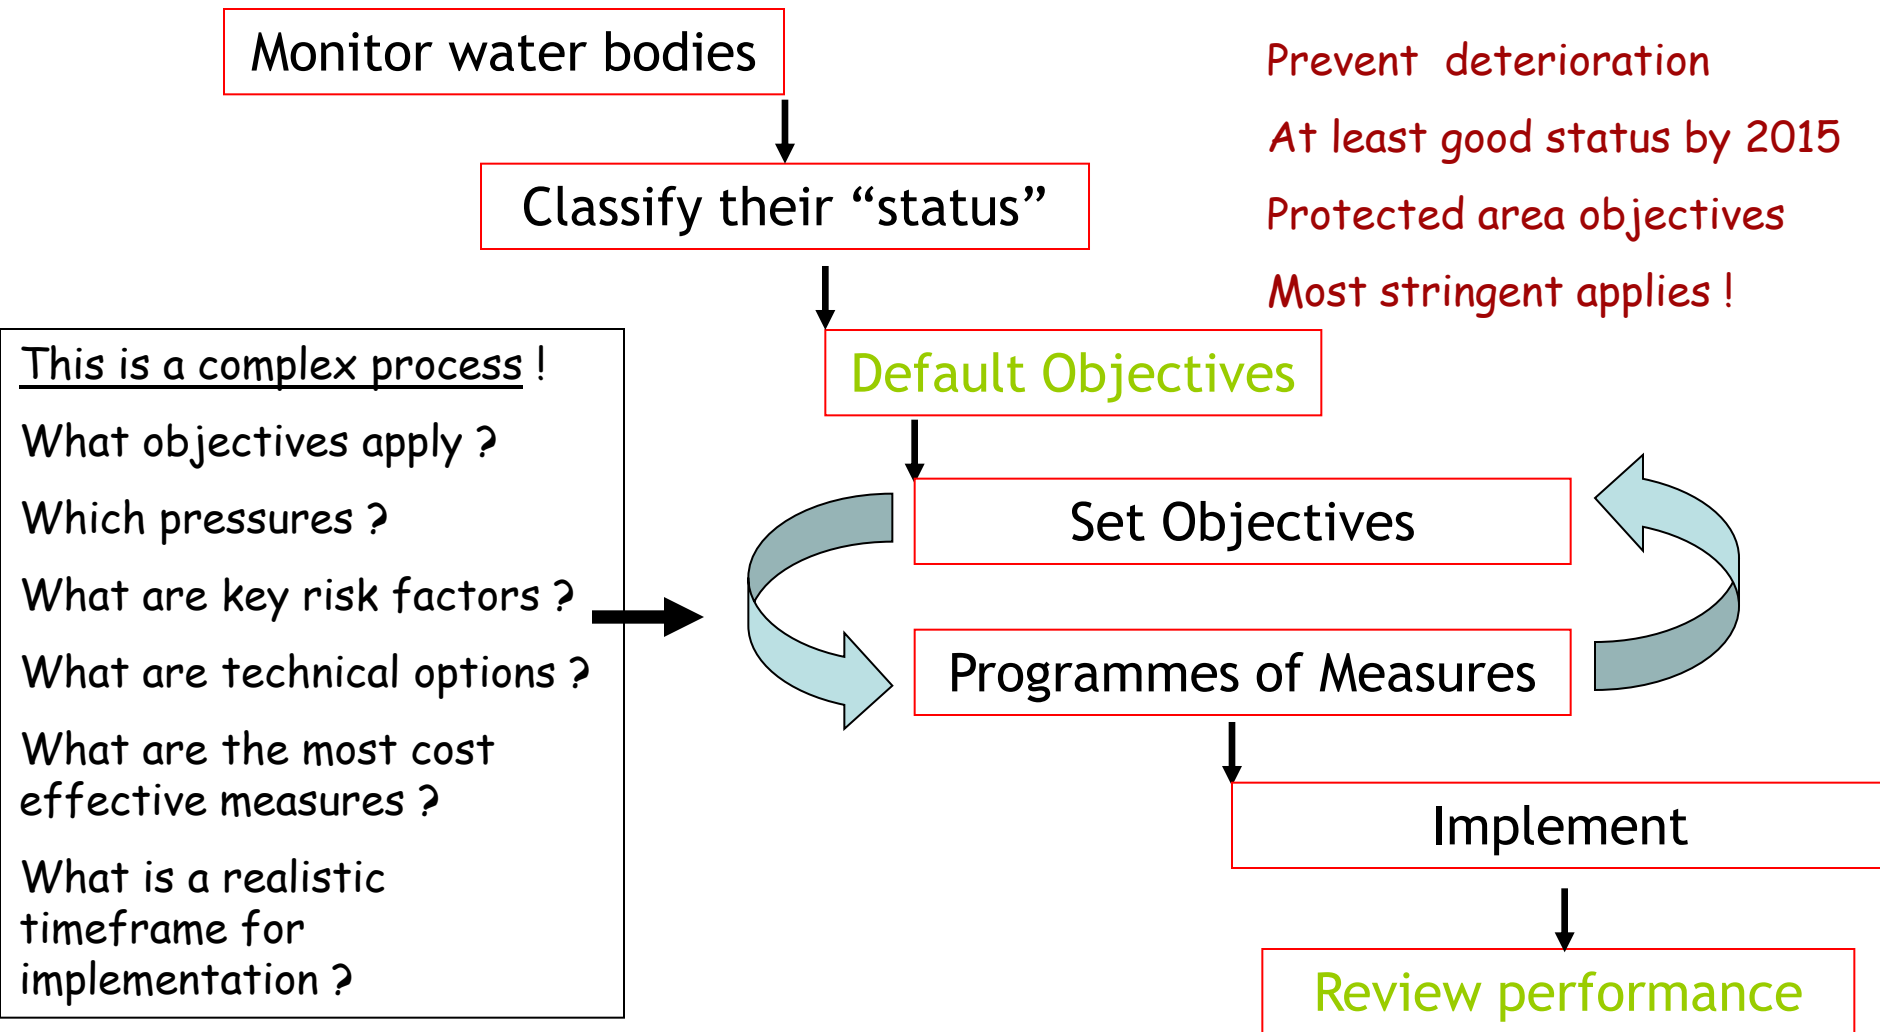 Monitor water bodies
Classify their “status”
Prevent deterioration
At least good status by 2015
Protected area objectives
Most stringent applies !
Default Objectives
Set Objectives
Programmes of Measures
Implement
Review performance
This is a complex process !
What objectives apply ?
Which pressures ?
What are key risk factors ?
What are technical options ?
What are the most cost
effective measures ?
What is a realistic
timeframe for
implementation ?